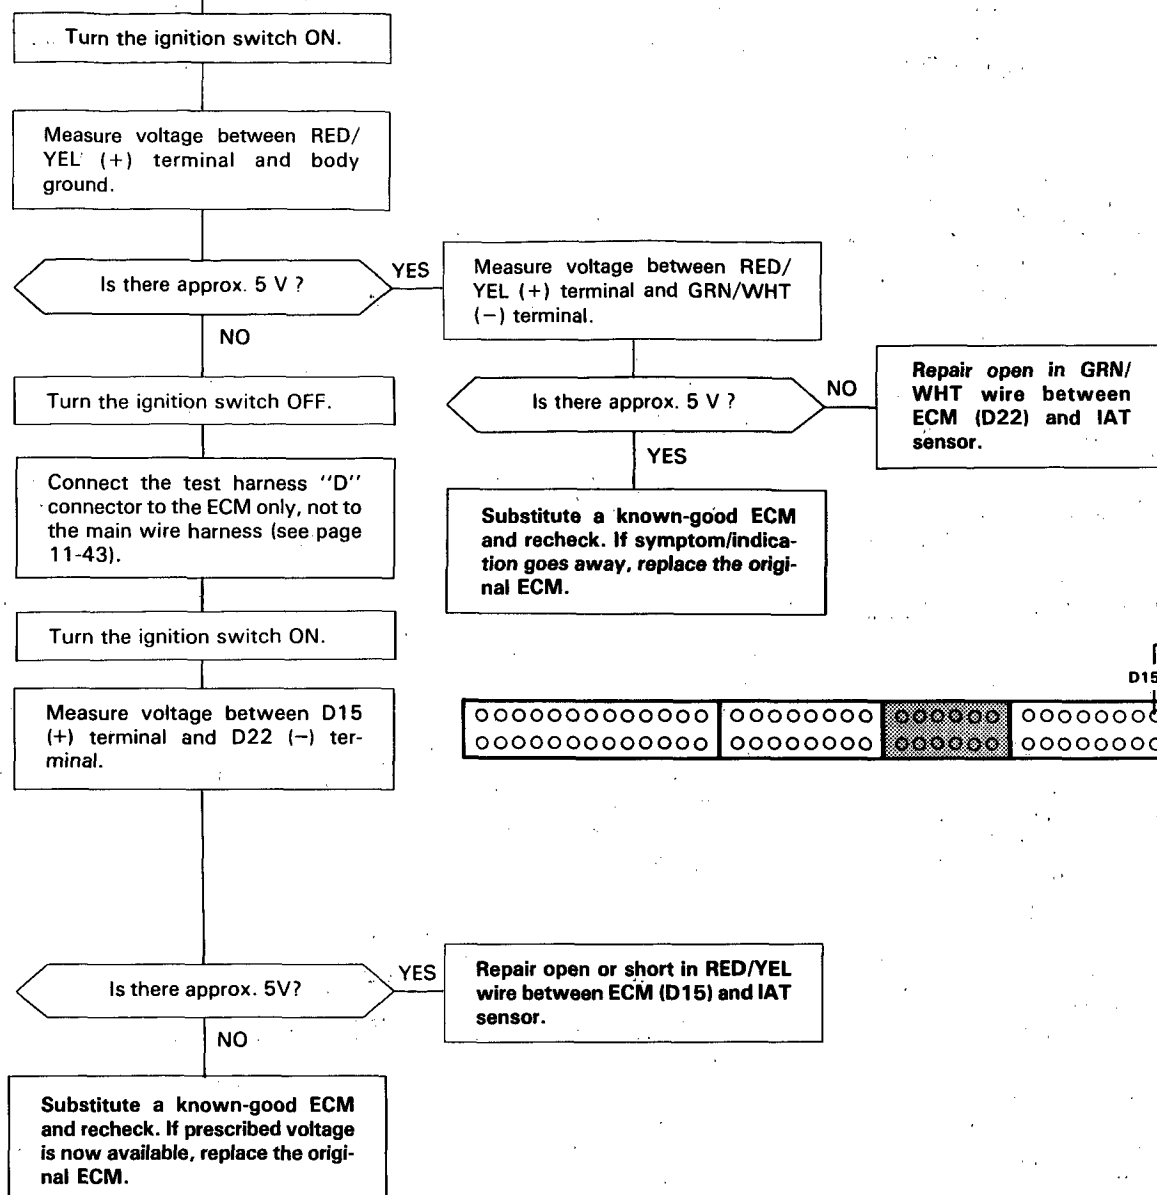 Turn the ignition switch ON.
Measure voltage between RED/
YEL (+) terminal and body
ground.
Is there approx. 5 V ?
YES
NO
Measure voltage between RED/
YEL (+) terminal and GRN/WHT
(−) terminal.
Is there approx. 5 V ?
NO
YES
Repair open in GRN/
WHT wire between
ECM (D22) and IAT
sensor.
Substitute a known-good ECM
and recheck. If symptom/indica-
tion goes away, replace the origi-
nal ECM.
Turn the ignition switch OFF.
Connect the test harness "D"
connector to the ECM only, not to
the main wire harness (see page
11-43).
Turn the ignition switch ON.
Measure voltage between D15
(+) terminal and D22 (−) ter-
minal.
D15
Is there approx. 5V?
YES
NO
Repair open or short in RED/YEL
wire between ECM (D15) and IAT
sensor.
Substitute a known-good ECM
and recheck. If prescribed voltage
is now available, replace the origi-
nal ECM.